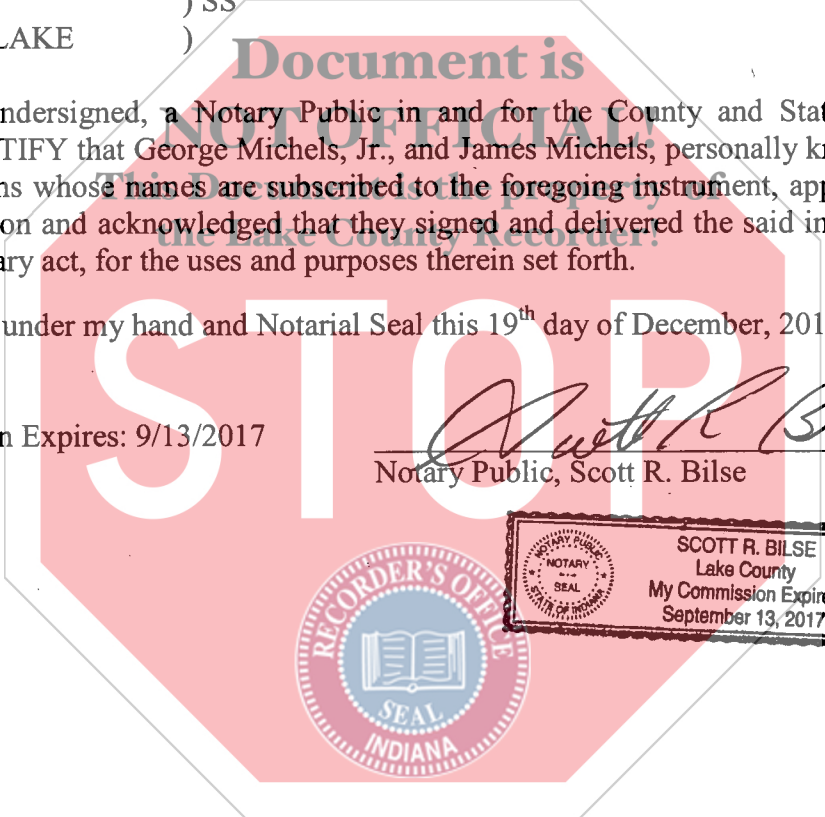 ) SS
LAKE )
Document is
ndersigned, a Notary Public in and for the County and Stat
NOT OFFICIAL!
TIFY that George Michels, Jr., and James Michels, personally kn
ns whose names are subscribed to the foregoing instrument, app
This Document is the property of
on and acknowledged that they signed and delivered the said in
the Lake County Recorder!
ary act, for the uses and purposes therein set forth.
under my hand and Notarial Seal this 19th day of December, 201
STOP
n Expires: 9/13/2017
Scott R B
Notary Public, Scott R. Bilse
NOTARY PUBLIC
NOTARY
SEAL
STATE OF INDIANA
SCOTT R. BILSE
Lake County
My Commission Expire
September 13, 2017
RECORDER'S OFFICE
SEAL
INDIANA